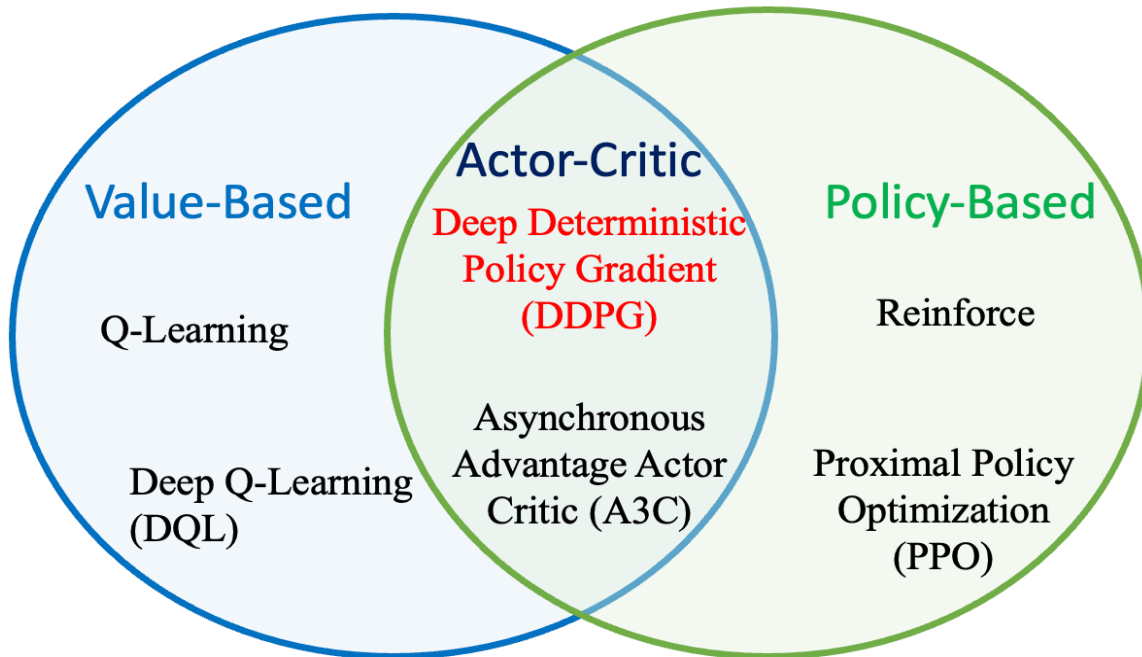 Value-Based
Q-Learning
Deep Q-Learning
(DQL)
Actor-Critic
Deep Deterministic
Policy Gradient
(DDPG)
Asynchronous
Advantage Actor
Critic (A3C)
Policy-Based
Reinforce
Proximal Policy
Optimization
(PPO)